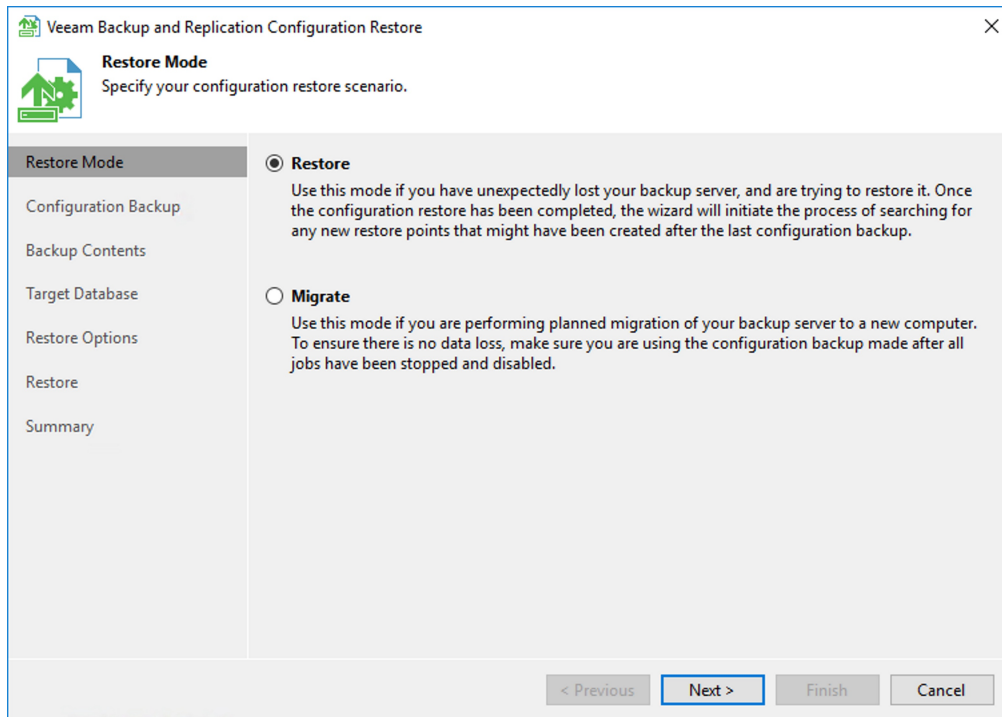 Veeam Backup and Replication Configuration Restore
Restore Mode
Specify your configuration restore scenario.
Restore Mode
Configuration Backup
Backup Contents
Target Database
Restore Options
Restore
Summary
Restore
Use this mode if you have unexpectedly lost your backup server, and are trying to restore it. Once
the configuration restore has been completed, the wizard will initiate the process of searching for
any new restore points that might have been created after the last configuration backup.
Migrate
Use this mode if you are performing planned migration of your backup server to a new computer.
To ensure there is no data loss, make sure you are using the configuration backup made after all
jobs have been stopped and disabled.
< Previous
Next >
Finish
Cancel